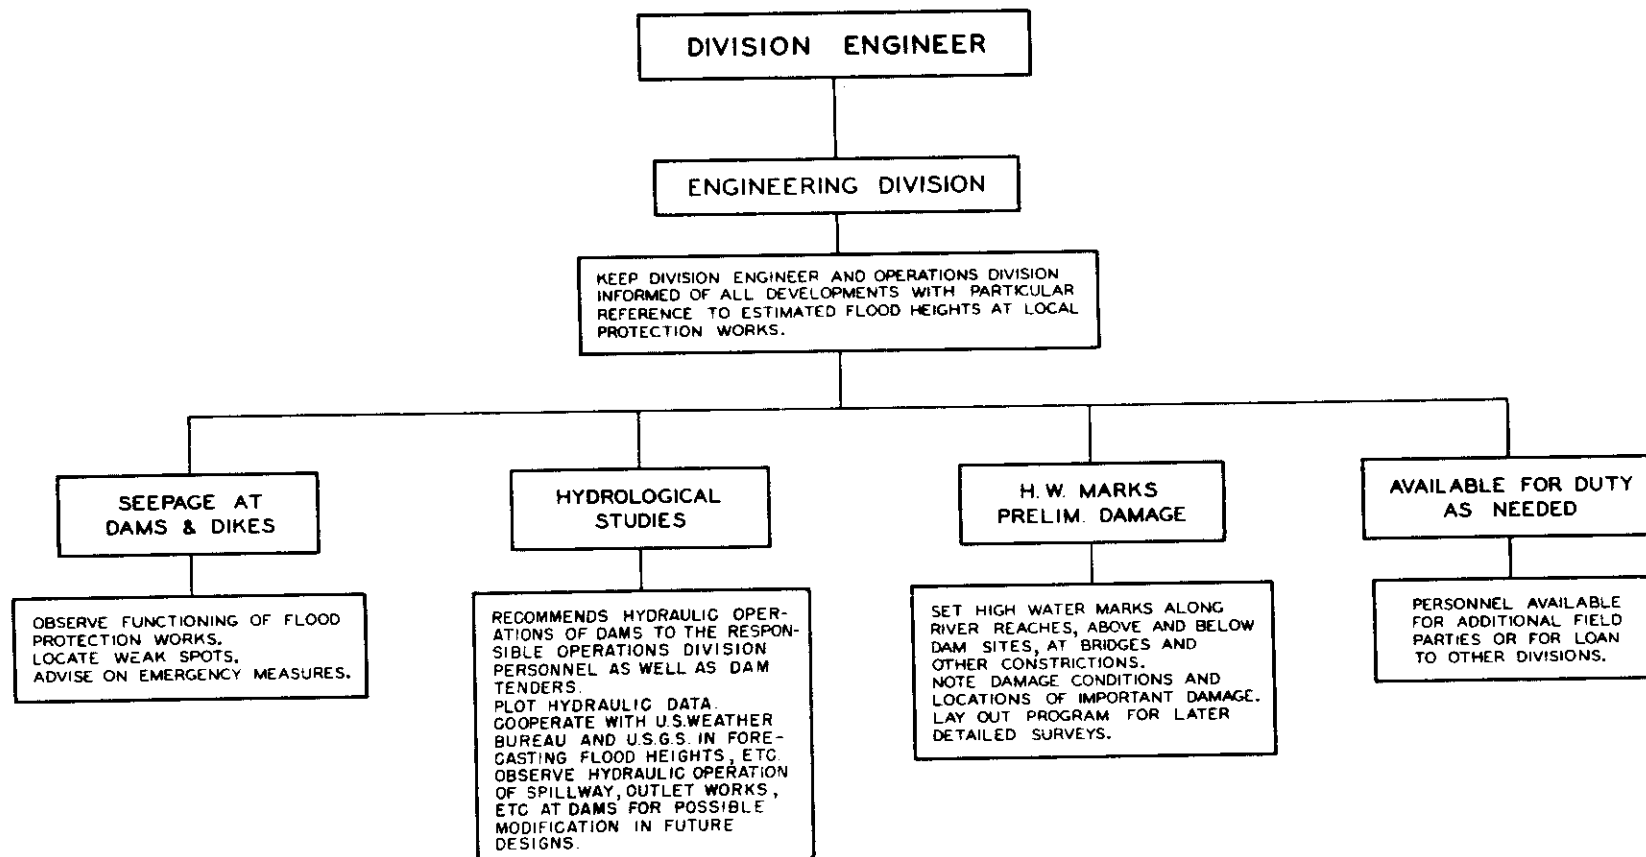 DIVISION ENGINEER
ENGINEERING DIVISION
KEEP DIVISION ENGINEER AND OPERATIONS DIVISION
INFORMED OF ALL DEVELOPMENTS WITH PARTICULAR
REFERENCE TO ESTIMATED FLOOD HEIGHTS AT LOCAL
PROTECTION WORKS.
SEEPAGE AT
DAMS & DIKES
OBSERVE FUNCTIONING OF FLOOD
PROTECTION WORKS.
LOCATE WEAK SPOTS.
ADVISE ON EMERGENCY MEASURES.
HYDROLOGICAL
STUDIES
RECOMMENDS HYDRAULIC OPER-
ATIONS OF DAMS TO THE RESPON-
SIBLE OPERATIONS DIVISION
PERSONNEL AS WELL AS DAM
TENDERS.
PLOT HYDRAULIC DATA.
COOPERATE WITH U.S.WEATHER
BUREAU AND U.S.G.S. IN FORE-
CASTING FLOOD HEIGHTS, ETC.
OBSERVE HYDRAULIC OPERATION
OF SPILLWAY, OUTLET WORKS,
ETC AT DAMS FOR POSSIBLE
MODIFICATION IN FUTURE
DESIGNS.
H.W. MARKS
PRELIM. DAMAGE
SET HIGH WATER MARKS ALONG
RIVER REACHES, ABOVE AND BELOW
DAM SITES, AT BRIDGES AND
OTHER CONSTRICTIONS.
NOTE DAMAGE CONDITIONS AND
LOCATIONS OF IMPORTANT DAMAGE.
LAY OUT PROGRAM FOR LATER
DETAILED SURVEYS.
AVAILABLE FOR DUTY
AS NEEDED
PERSONNEL AVAILABLE
FOR ADDITIONAL FIELD
PARTIES OR FOR LOAN
TO OTHER DIVISIONS.